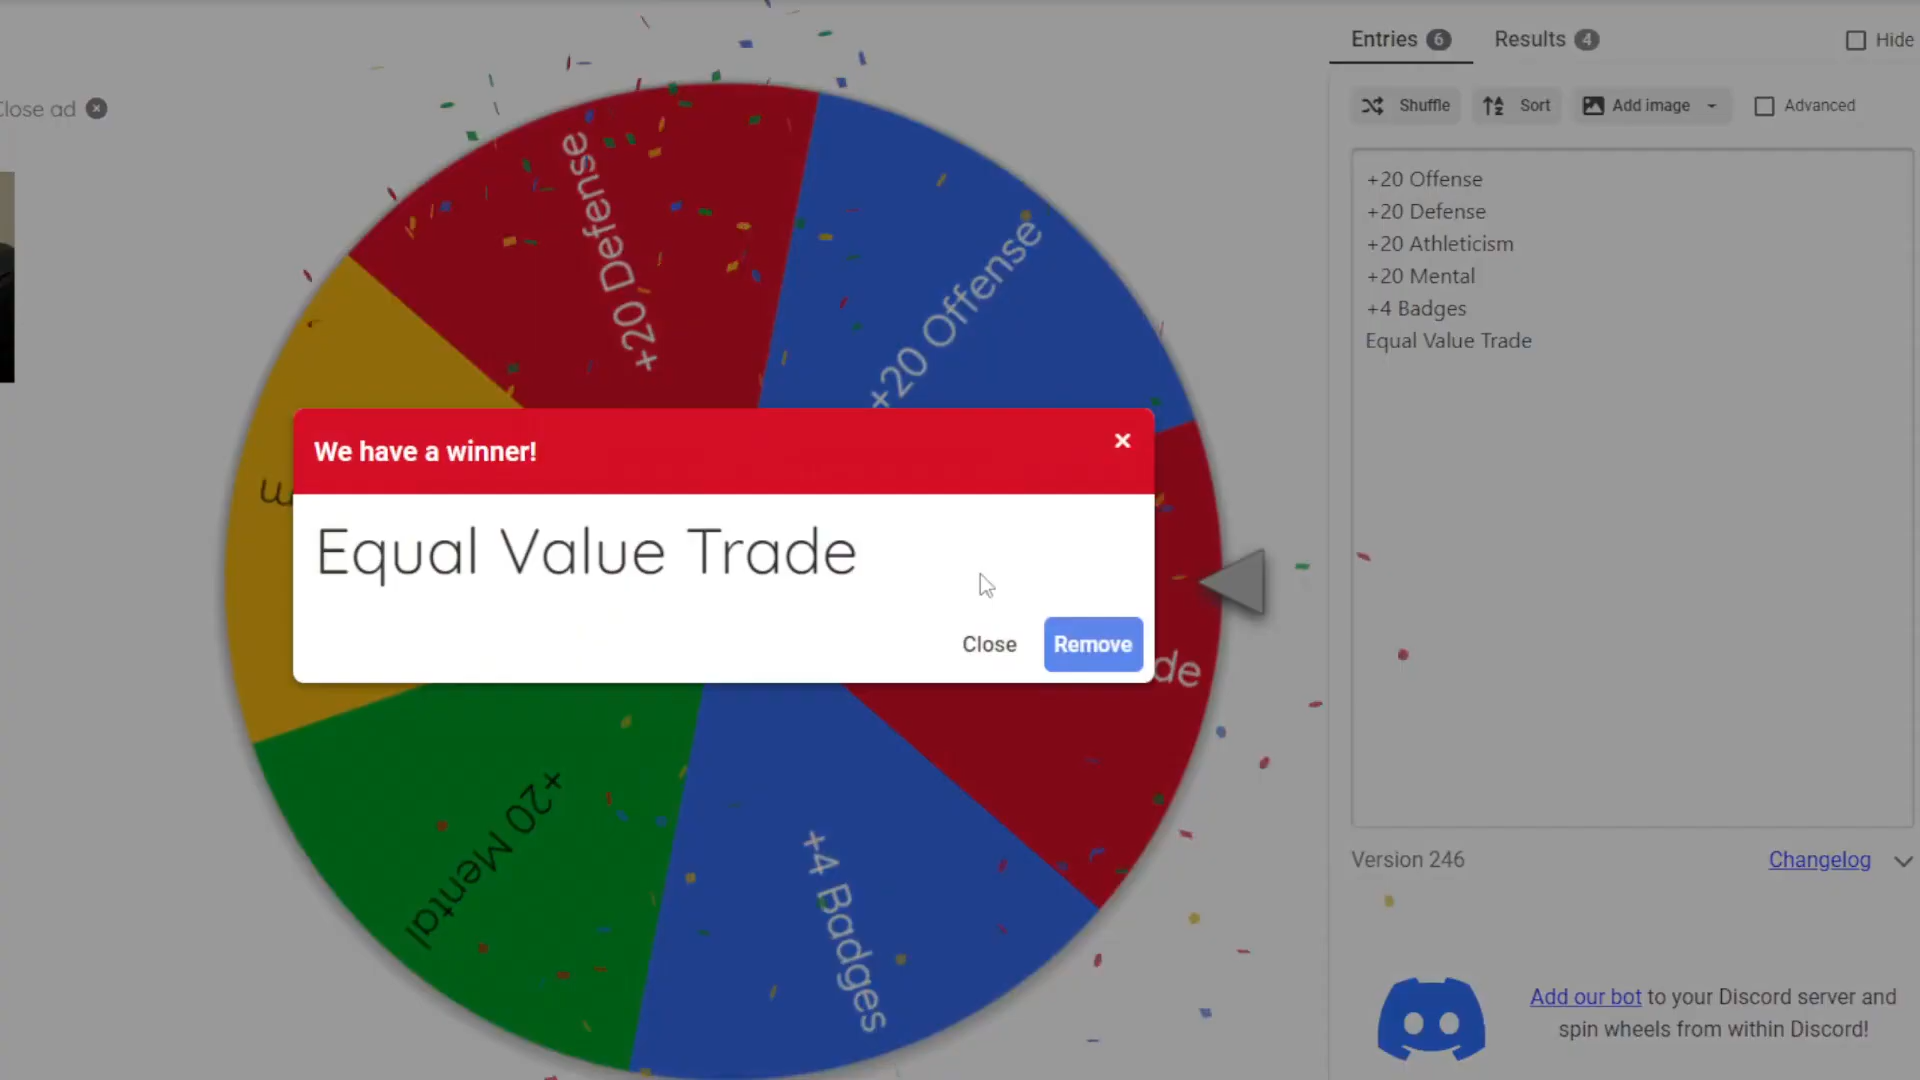 Entries 6
Results 4
Hide
Close ad
Shuffle
Sort
Add image
Advanced
+20 Offense
+20 Defense
+20 Athleticism
+20 Mental
+4 Badges
Equal Value Trade
+20 Defense
+20 Offense
We have a winner!
Equal Value Trade
Close
Remove
de
+20 Mental
+4 Badges
Version 246
Changelog
Add our bot to your Discord server and
spin wheels from within Discord!